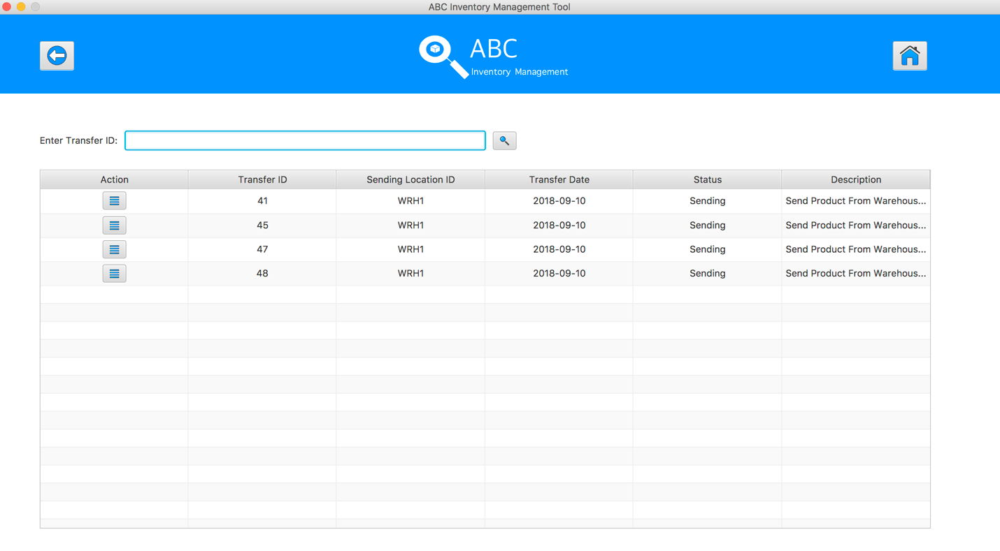 ABC Inventory Management Tool
ABC
Inventory Management
Enter Transfer ID:
Action Transfer ID Sending Location ID Transfer Date Status Description
41 WRH1 2018-09-10 Sending Send Product From Warehous...
45 WRH1 2018-09-10 Sending Send Product From Warehous...
47 WRH1 2018-09-10 Sending Send Product From Warehous...
48 WRH1 2018-09-10 Sending Send Product From Warehous...